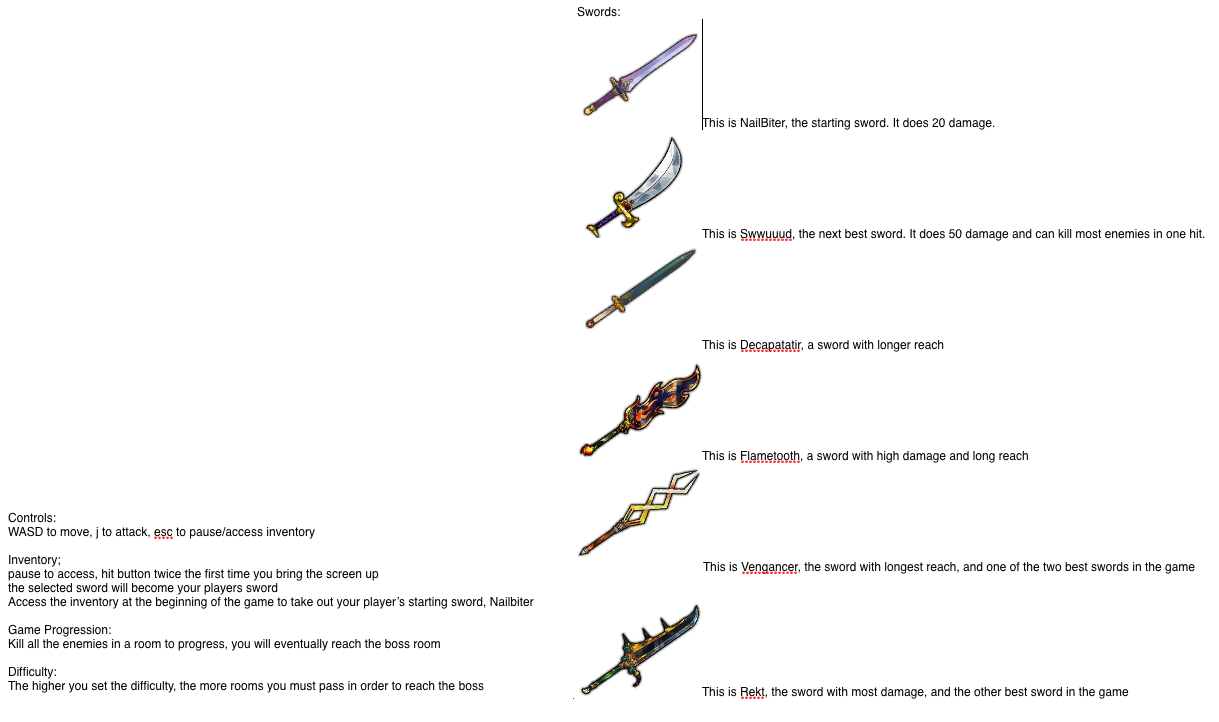 Swords:
This is NailBiter, the starting sword. It does 20 damage.
This is Swwuuud, the next best sword. It does 50 damage and can kill most enemies in one hit.
This is Decapatatir, a sword with longer reach
This is Flametooth, a sword with high damage and long reach
This is Vengancer, the sword with longest reach, and one of the two best swords in the game
This is Rekt, the sword with most damage, and the other best sword in the game
Controls:
WASD to move, j to attack, esc to pause/access inventory
Inventory;
pause to access, hit button twice the first time you bring the screen up
the selected sword will become your players sword
Access the inventory at the beginning of the game to take out your player’s starting sword, Nailbiter
Game Progression:
Kill all the enemies in a room to progress, you will eventually reach the boss room
Difficulty:
The higher you set the difficulty, the more rooms you must pass in order to reach the boss